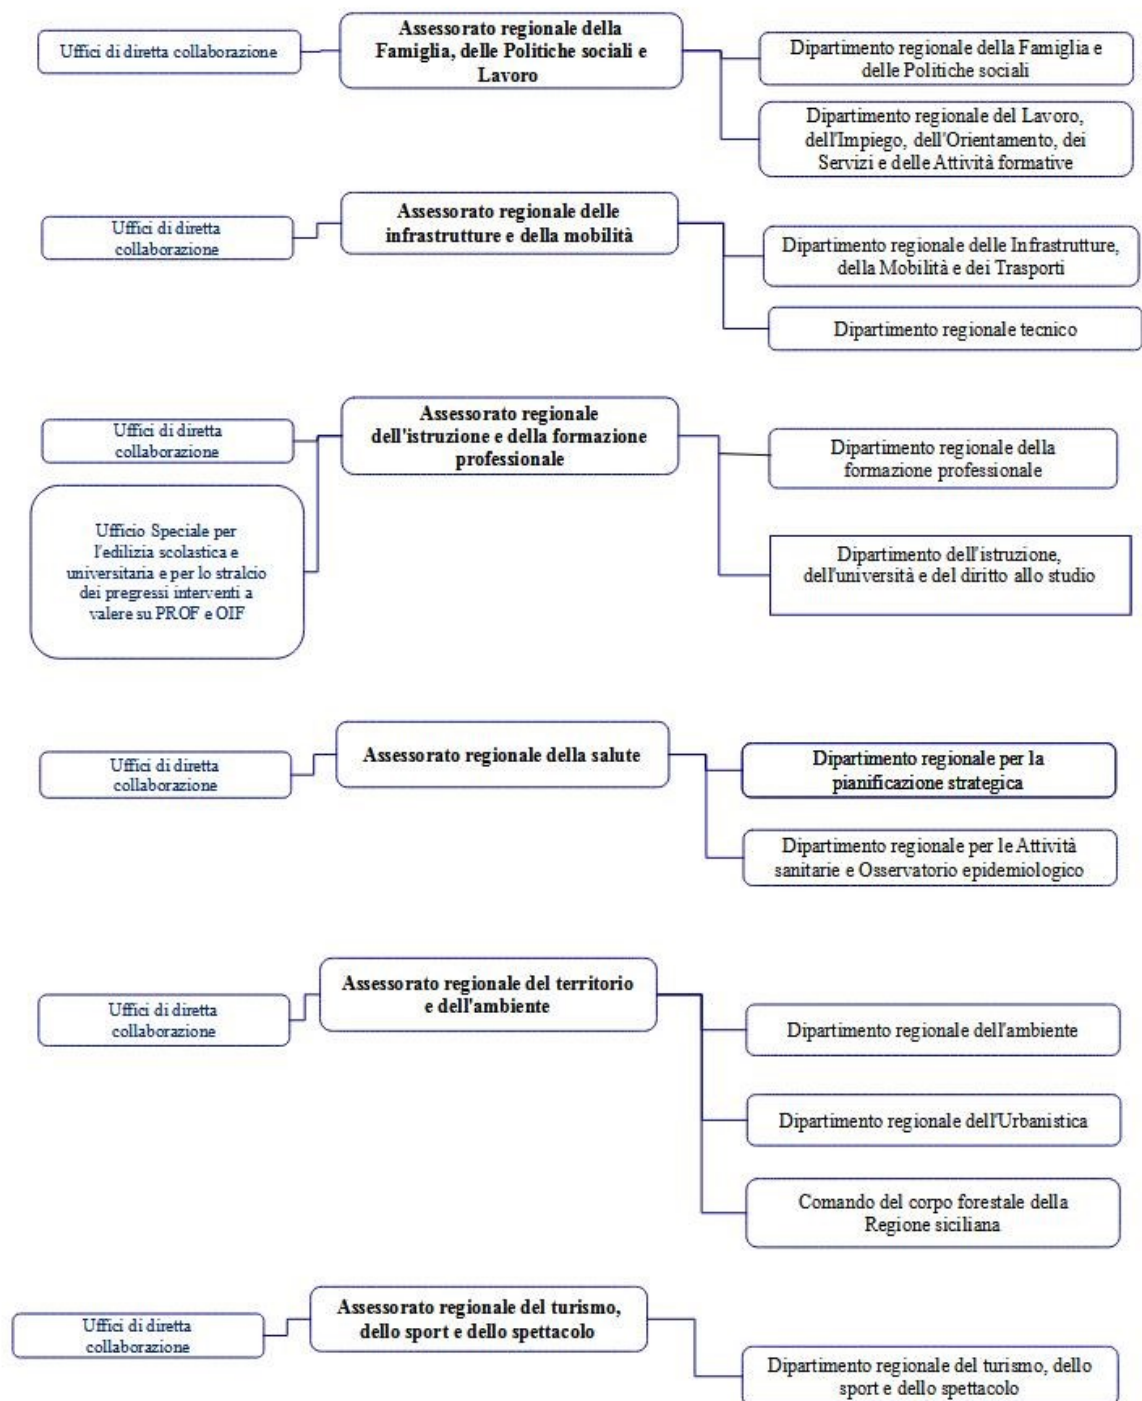 Uffici di diretta collaborazione
Assessorato regionale della
Famiglia, delle Politiche sociali e
Lavoro
Dipartimento regionale della Famiglia e
delle Politiche sociali
Dipartimento regionale del Lavoro,
dell'Impiego, dell'Orientamento, dei
Servizi e delle Attività formative
Uffici di diretta
collaborazione
Assessorato regionale delle
infrastrutture e della mobilità
Dipartimento regionale delle Infrastrutture,
della Mobilità e dei Trasporti
Dipartimento regionale tecnico
Uffici di diretta
collaborazione
Assessorato regionale
dell'istruzione e della formazione
professionale
Dipartimento regionale della
formazione professionale
Ufficio Speciale per
l'edilizia scolastica e
universitaria e per lo stralcio
dei pregressi interventi a
valere su PROF e OIF
Dipartimento dell'istruzione,
dell'università e del diritto allo studio
Uffici di diretta
collaborazione
Assessorato regionale della salute
Dipartimento regionale per la
pianificazione strategica
Dipartimento regionale per le Attività
sanitarie e Osservatorio epidemiologico
Uffici di diretta
collaborazione
Assessorato regionale del territorio
e dell'ambiente
Dipartimento regionale dell'ambiente
Dipartimento regionale dell'Urbanistica
Comando del corpo forestale della
Regione siciliana
Uffici di diretta
collaborazione
Assessorato regionale del turismo,
dello sport e dello spettacolo
Dipartimento regionale del turismo, dello
sport e dello spettacolo